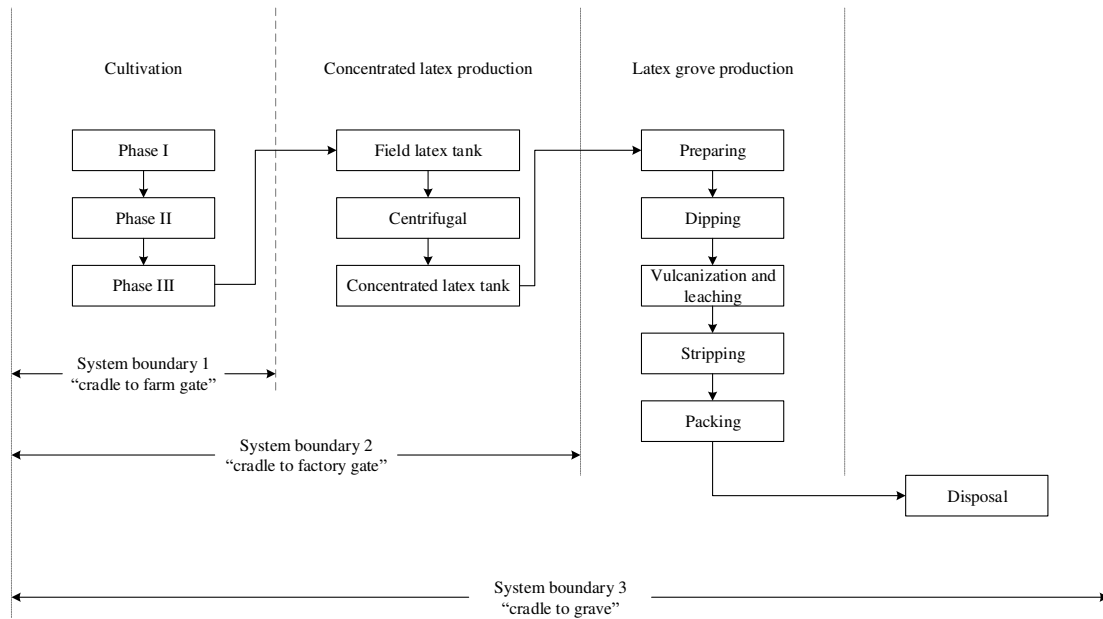 Cultivation
Concentrated latex production
Latex grove production
Phase I
Phase II
Phase III
Field latex tank
Centrifugal
Concentrated latex tank
Preparing
Dipping
Vulcanization and
leaching
Stripping
Packing
Disposal
System boundary 1
“cradle to farm gate”
System boundary 2
“cradle to factory gate”
System boundary 3
“cradle to grave”